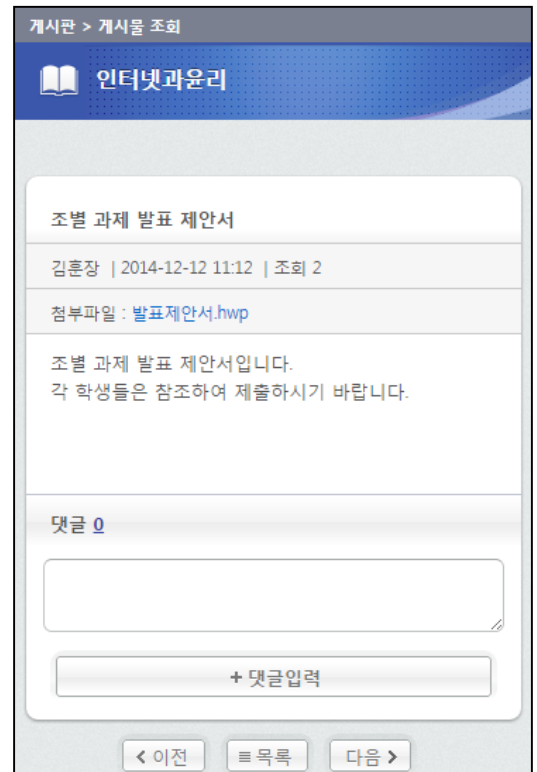 게시판 > 게시물 조회
인터넷과윤리
조별 과제 발표 제안서
김훈장 | 2014-12-12 11:12 | 조회 2
첨부파일 : 발표제안서.hwp
조별 과제 발표 제안서입니다.
각 학생들은 참조하여 제출하시기 바랍니다.
댓글 0
+ 댓글입력
이전 목록 다음